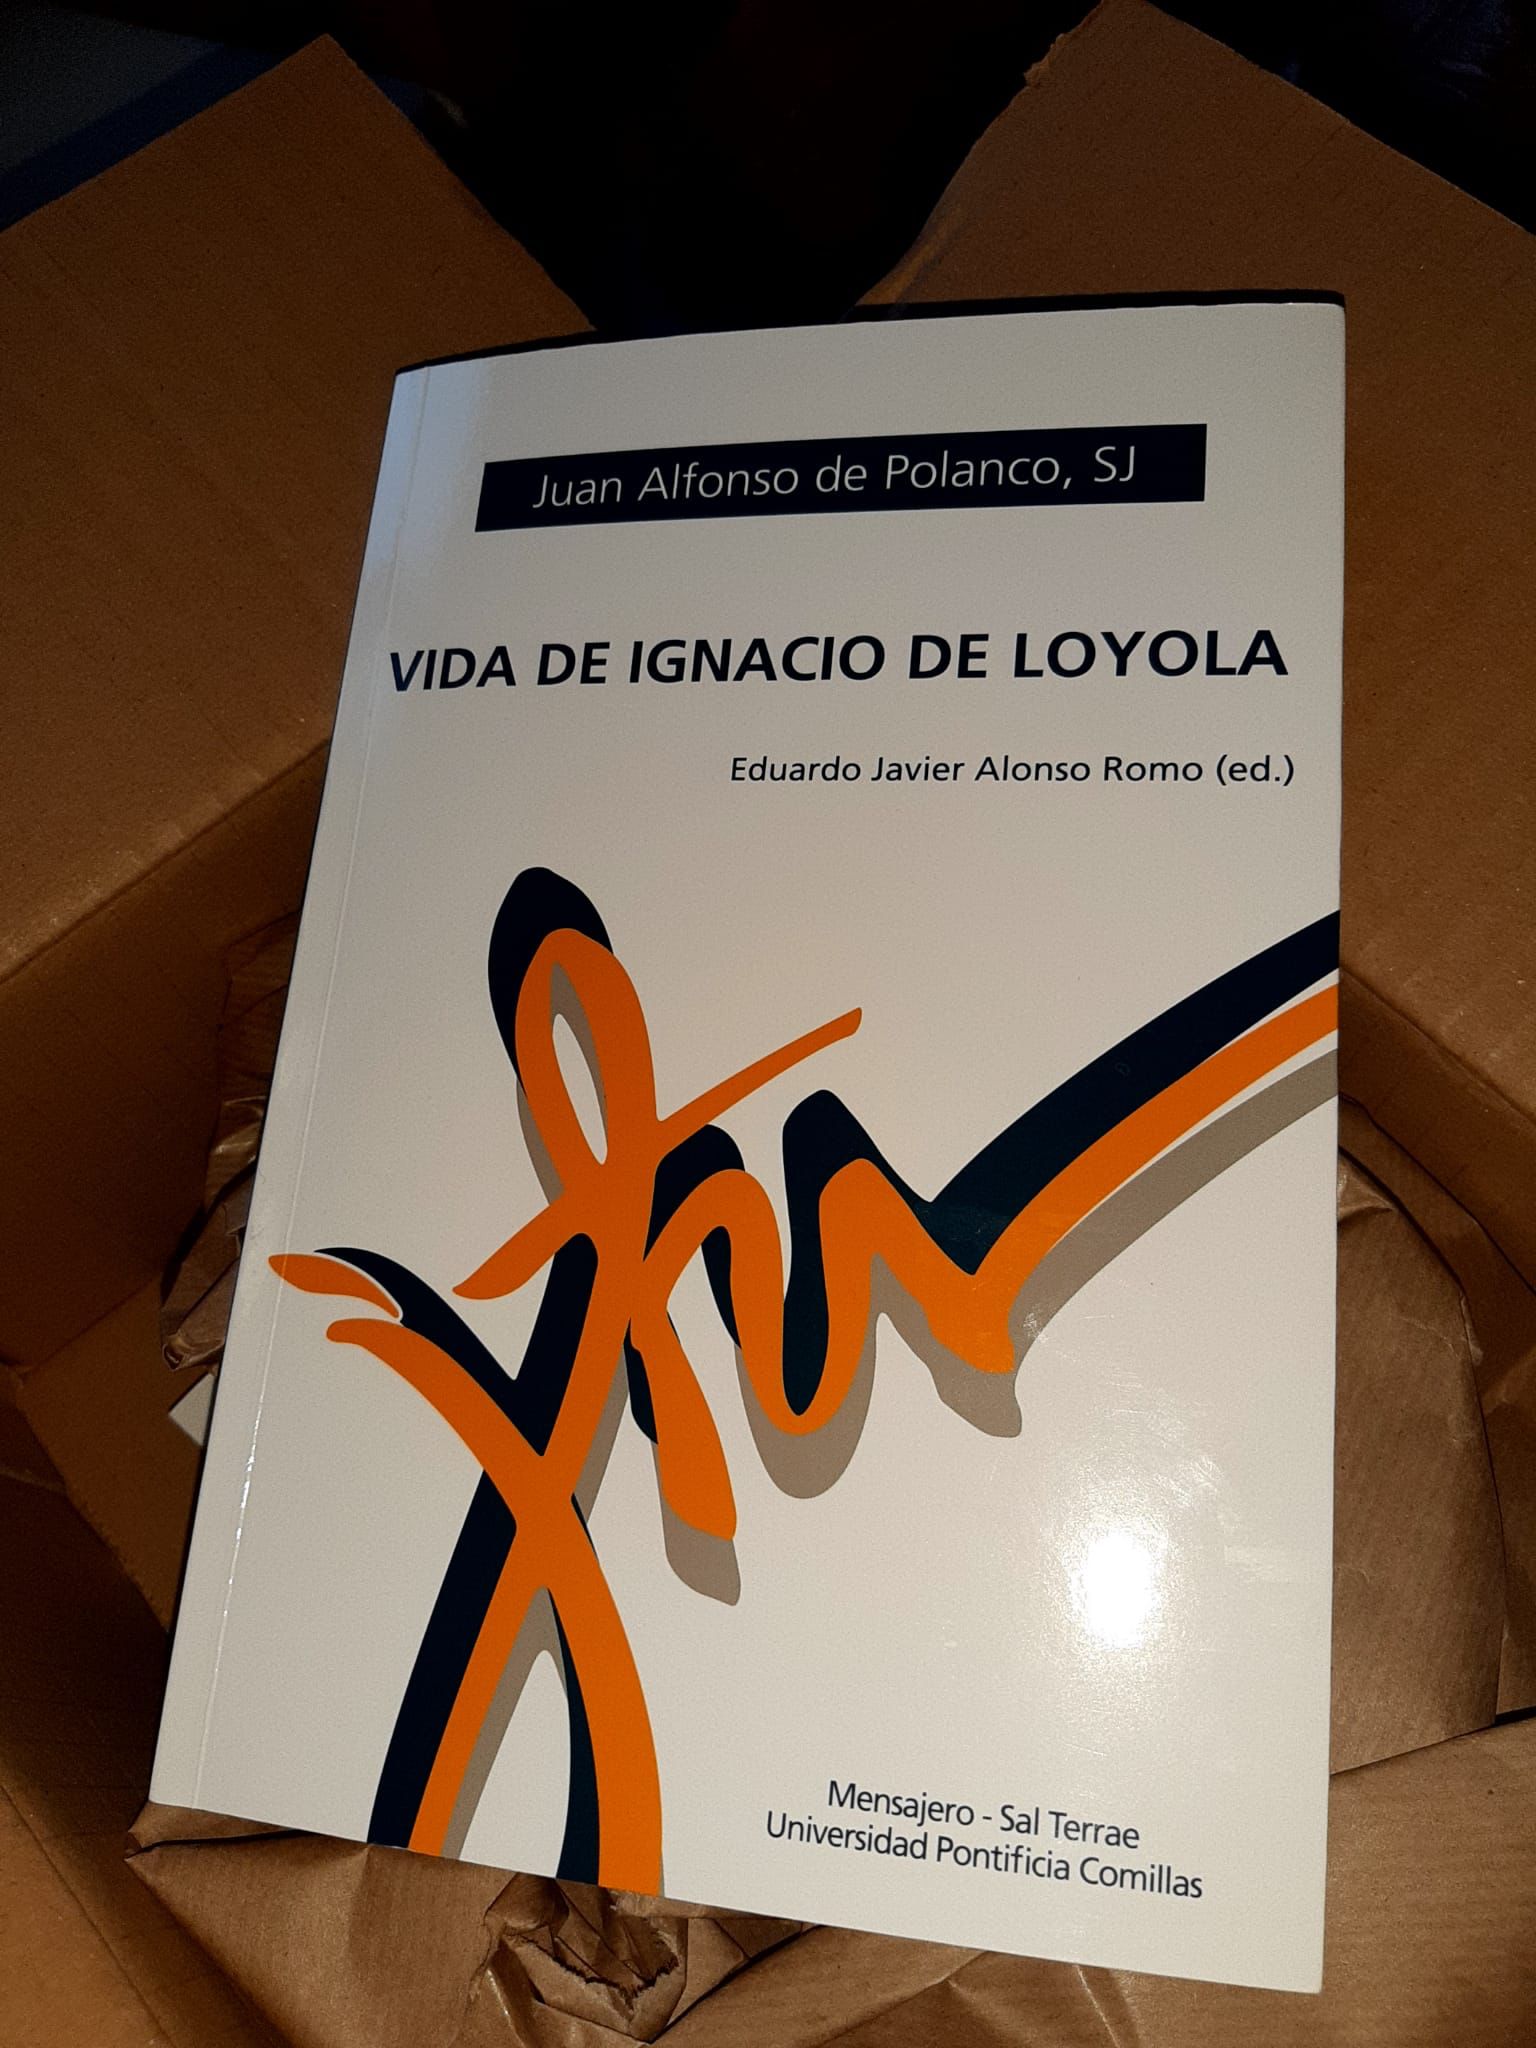 Juan Alfonso de Polanco, SJ
VIDA DE IGNACIO DE LOYOLA
Eduardo Javier Alonso Romo (ed.)
Mensajero - Sal Terrae
Universidad Pontificia Comillas